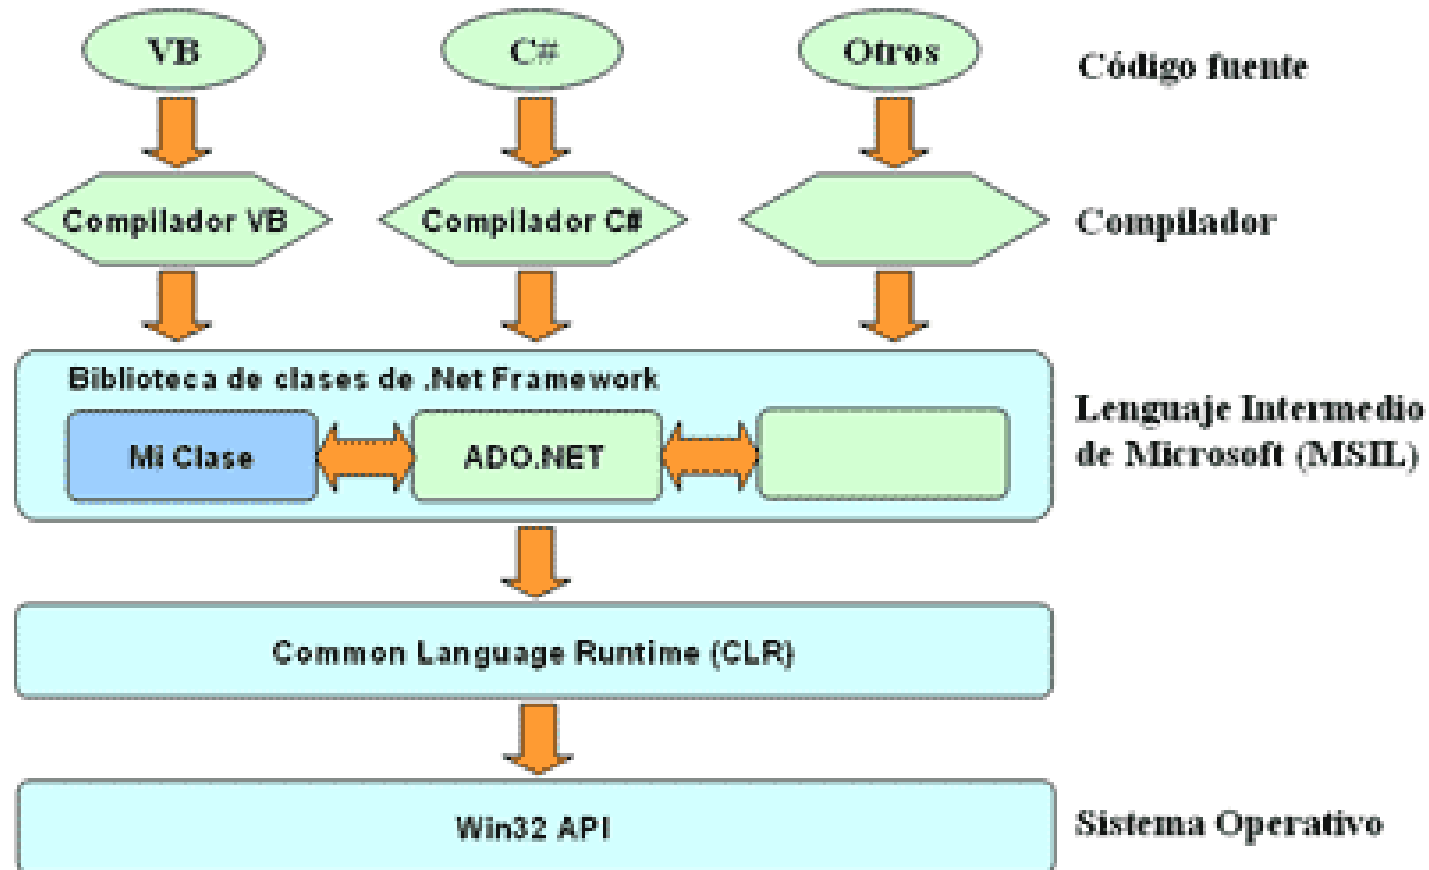 VB
C#
Otros
Código fuente
Compilador VB
Compilador C#
Compilador
Biblioteca de clases de .Net Framework
Mi Clase
ADO.NET
Lenguaje Intermedio
de Microsoft (MSIL)
Common Language Runtime (CLR)
Win32 API
Sistema Operativo